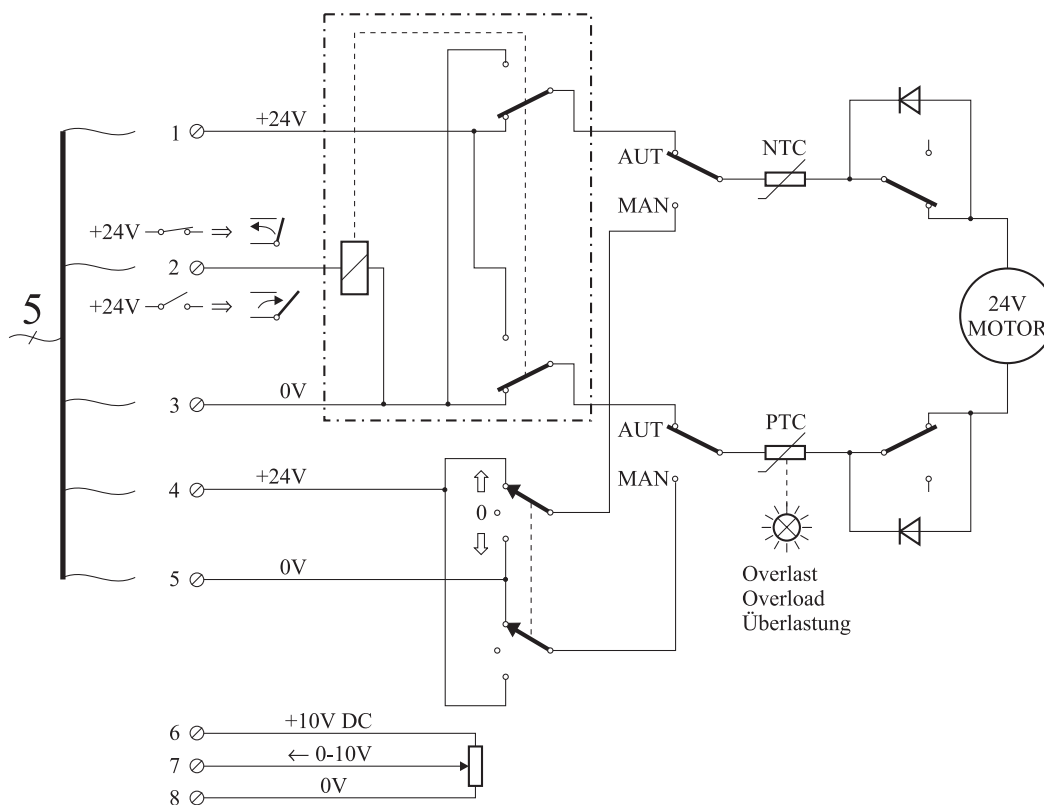 1 +24V
AUT
NTC
MAN
+24V ⇒
2
5
+24V ⇒
24V
MOTOR
3 0V
AUT
PTC
MAN
4 +24V
0
5 0V
Overlast
Overload
Überlastung
6 +10V DC
7 ← 0-10V
8 0V